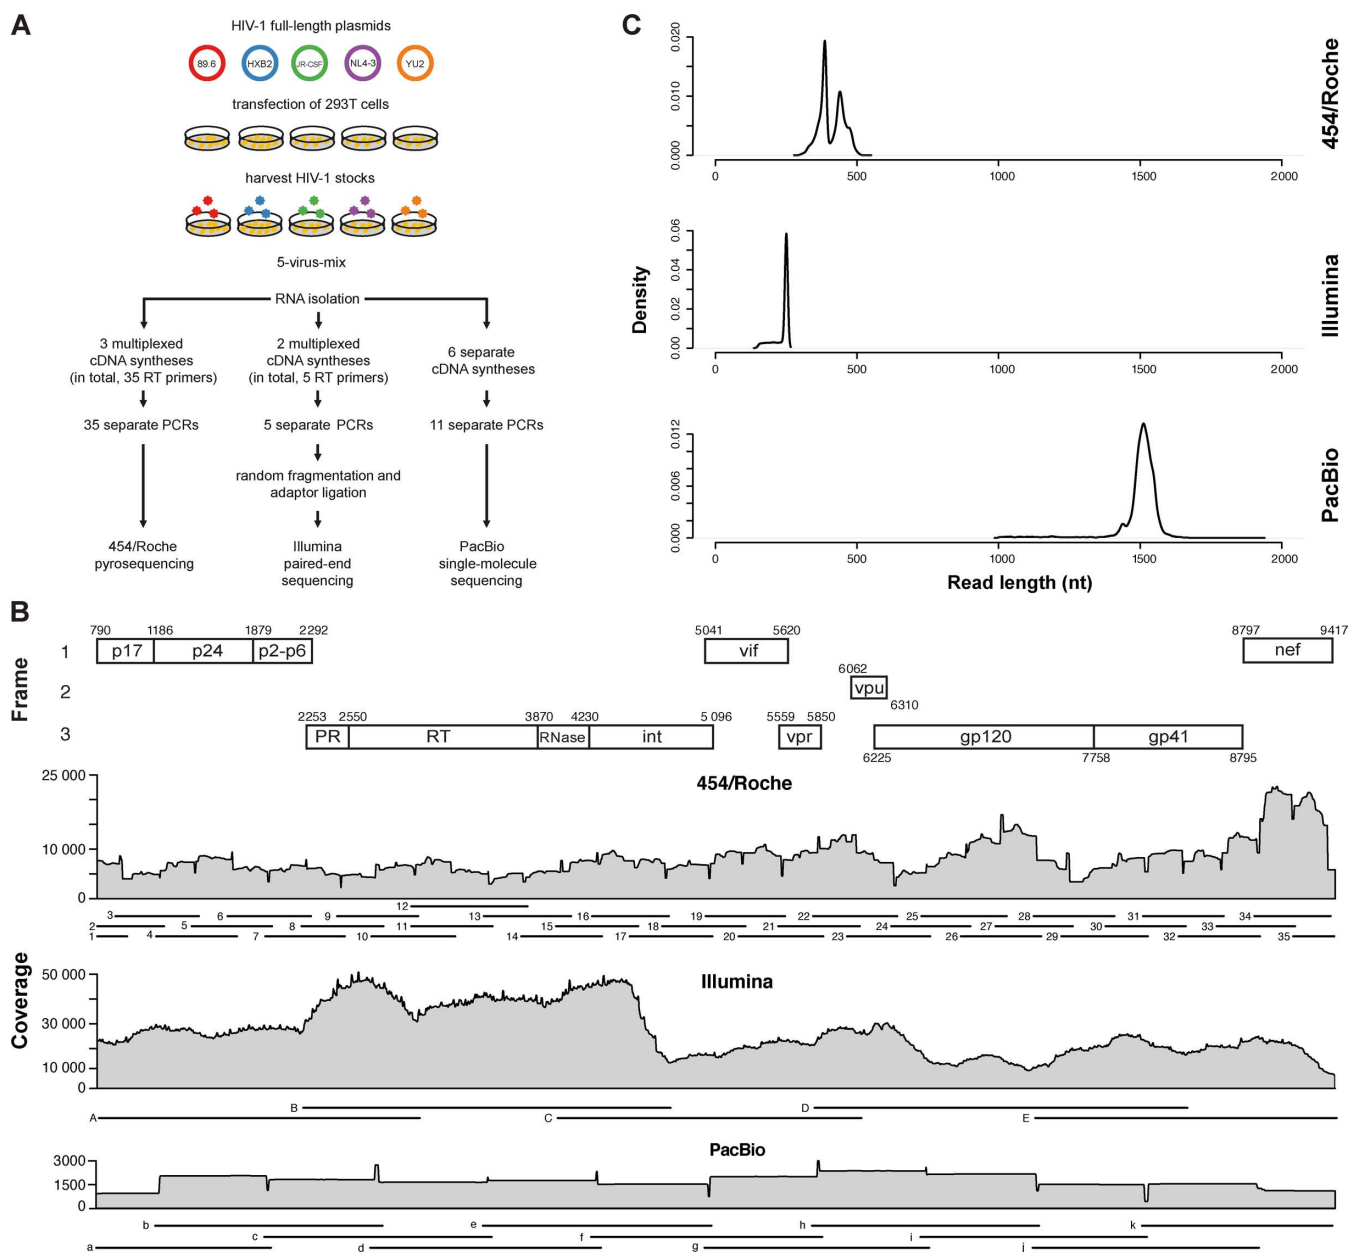 A
HIV-1 full-length plasmids
89.6 HXB2 JR-CSF NL4-3 YU2
transfection of 293T cells
harvest HIV-1 stocks
5-virus-mix
RNA isolation
3 multiplexed
cDNA syntheses
(in total, 35 RT primers)
2 multiplexed
cDNA syntheses
(in total, 5 RT primers)
6 separate
cDNA syntheses
35 separate PCRs
5 separate PCRs
11 separate PCRs
random fragmentation and
adaptor ligation
454/Roche
pyrosequencing
Illumina
paired-end
sequencing
PacBio
single-molecule
sequencing
C
0.020
0.010
0.000
0 500 1000 1500 2000
454/Roche
Density
0.06
0.04
0.02
0.00
0 500 1000 1500 2000
Illumina
0.012
0.006
0.000
0 500 1000 1500 2000
PacBio
Read length (nt)
B
Frame
790 1186 1879 2292 5041 5620 8797 9417
1 p17 p24 p2-p6 vif nef
6062
2 vpu
6310
2253 2550 3870 4230 5 096 5559 5850
3 PR RT RNase int vpr gp120 gp41
6225 7758 8795
Coverage
454/Roche
25 000
10 000
0
12
3 6 9 13 16 19 22 25 28 31 34
2 5 8 11 15 18 21 24 27 30 33
1 4 7 10 14 17 20 23 26 29 32 35
Illumina
50 000
30 000
10 000
0
B D
A C E
PacBio
3000
1500
0
b e h k
c f i
a d g j